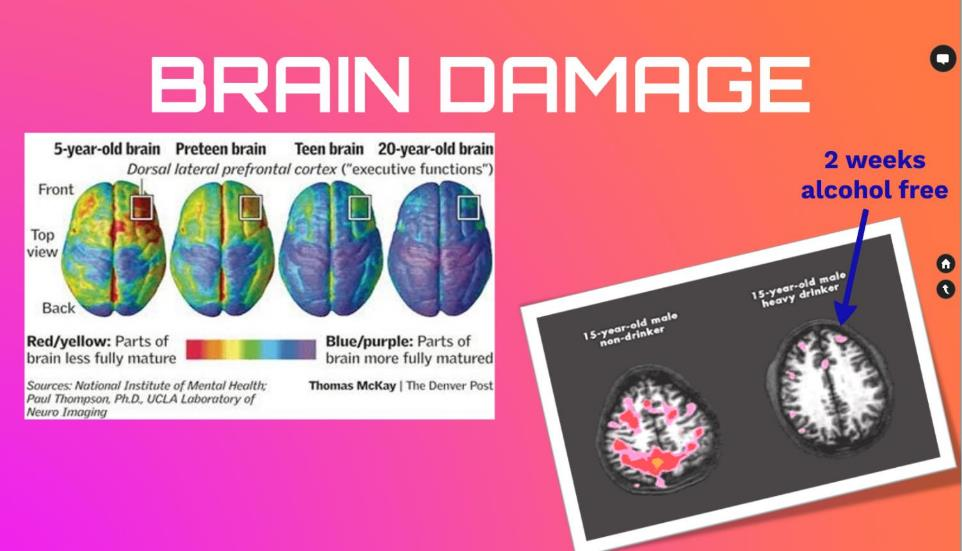 BRAIN DAMAGE
5-year-old brain Preteen brain Teen brain 20-year-old brain
Dorsal lateral prefrontal cortex ("executive functions")
Front
Top
view
Back
Red/yellow: Parts of
brain less fully mature
Blue/purple: Parts of
brain more fully matured
Sources: National Institute of Mental Health;
Paul Thompson, Ph.D., UCLA Laboratory of
Neuro Imaging
Thomas McKay | The Denver Post
2 weeks
alcohol free
15-year-old male
non-drinker
15-year-old male
heavy drinker